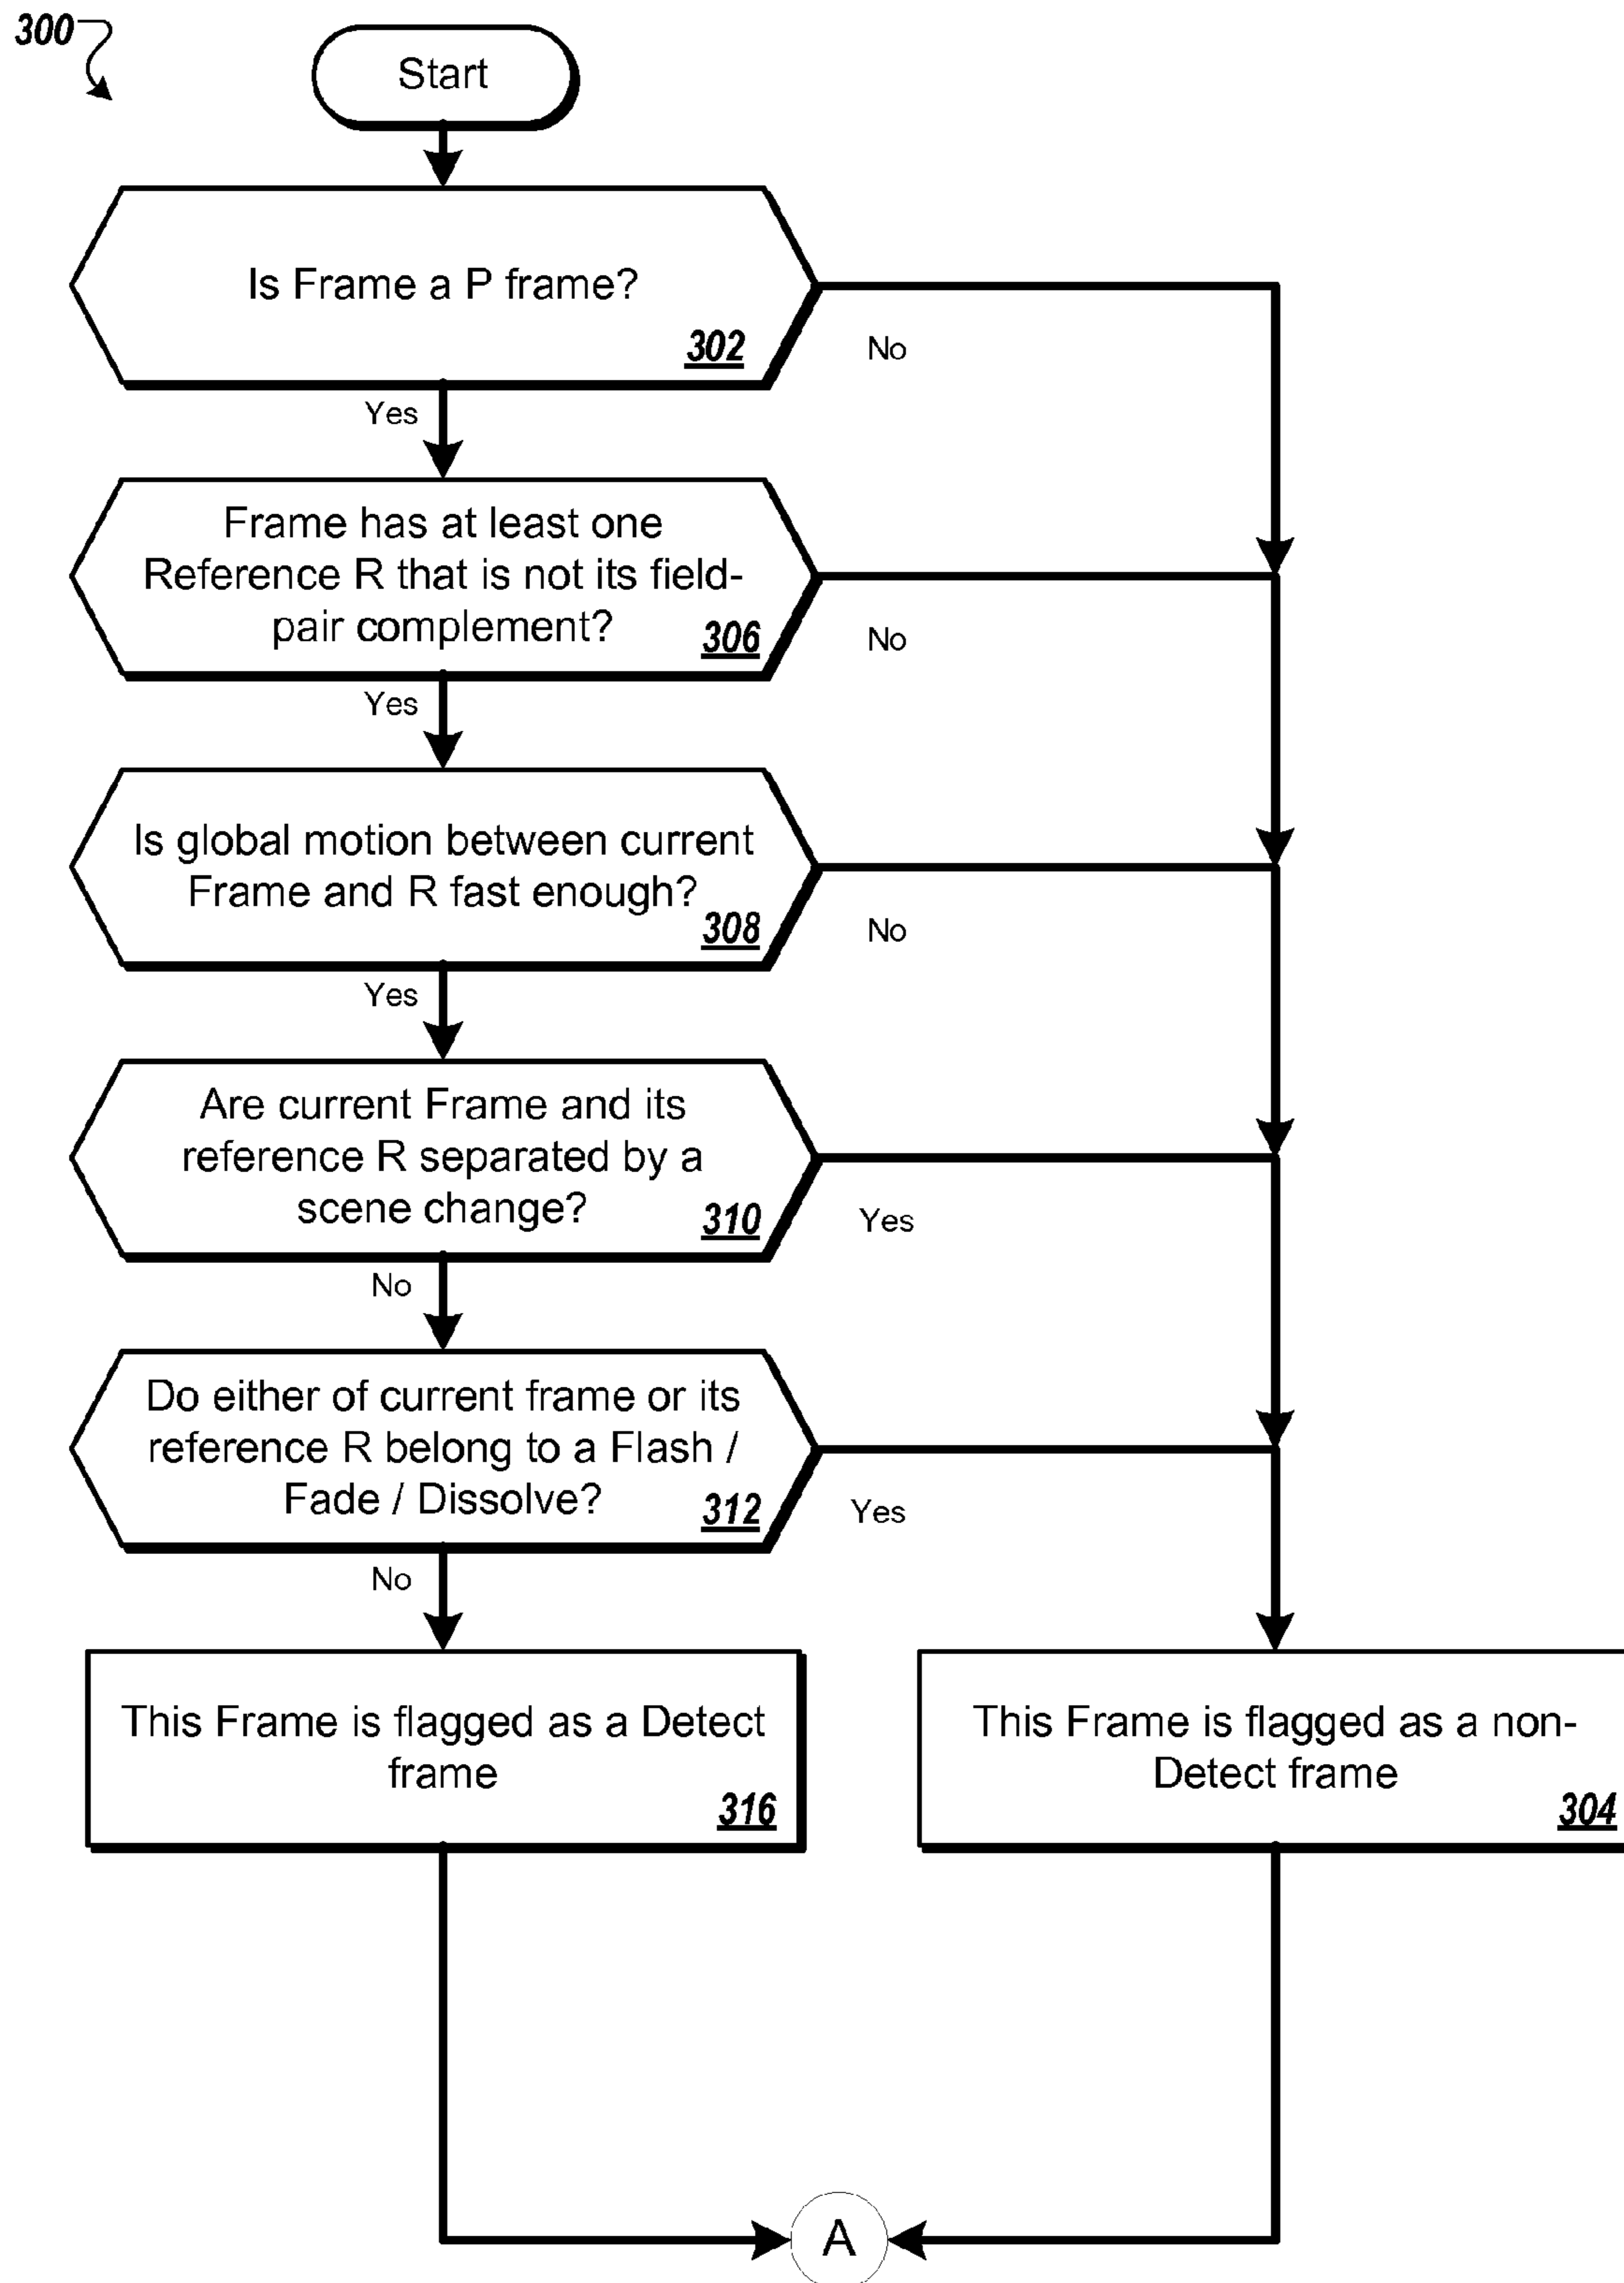 300
Start
Is Frame a P frame?
302
No
Yes
Frame has at least one
Reference R that is not its field-
pair complement?
306
No
Yes
Is global motion between current
Frame and R fast enough?
308
No
Yes
Are current Frame and its
reference R separated by a
scene change?
310
Yes
No
Do either of current frame or its
reference R belong to a Flash /
Fade / Dissolve?
312
Yes
No
This Frame is flagged as a Detect
frame
316
This Frame is flagged as a non-
Detect frame
304
A